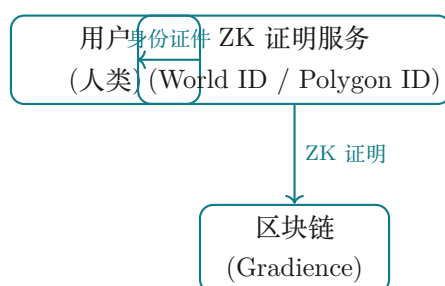 用户
身份证件
ZK 证明服务
(人类)
(World ID / Polygon ID)
ZK 证明
区块链
(Gradience)